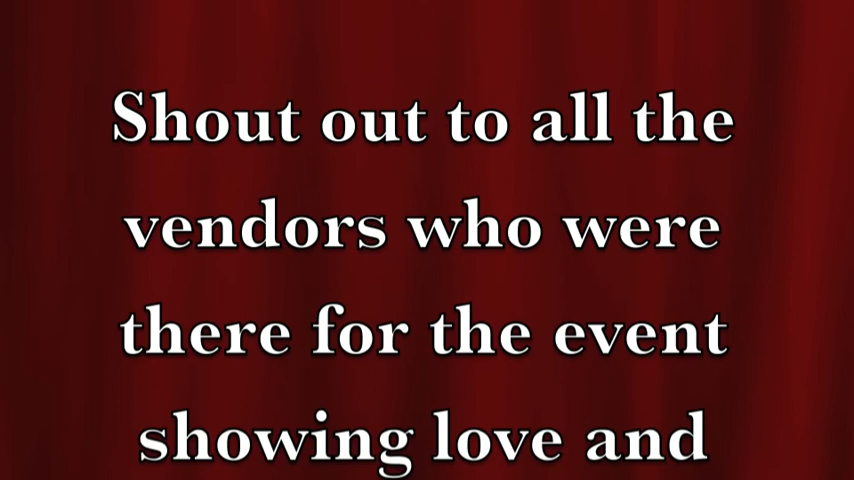 Shout out to all the
vendors who were
there for the event
showing love and